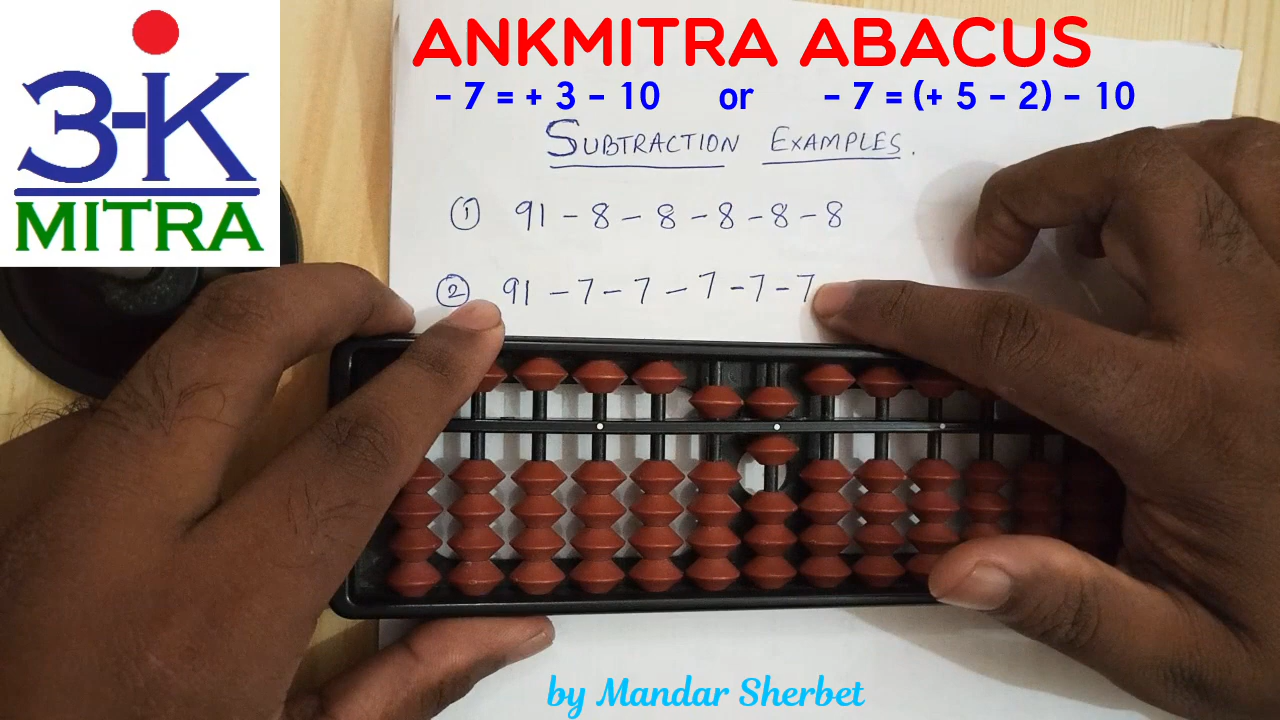 3-K
MITRA
ANKMITRA ABACUS
– 7 = + 3 – 10 or – 7 = (+ 5 – 2) – 10
SUBTRACTION EXAMPLES.
① 91 – 8 – 8 – 8 – 8 – 8
② 91 – 7 – 7 – 7 – 7 – 7
by Mandar Sherbet